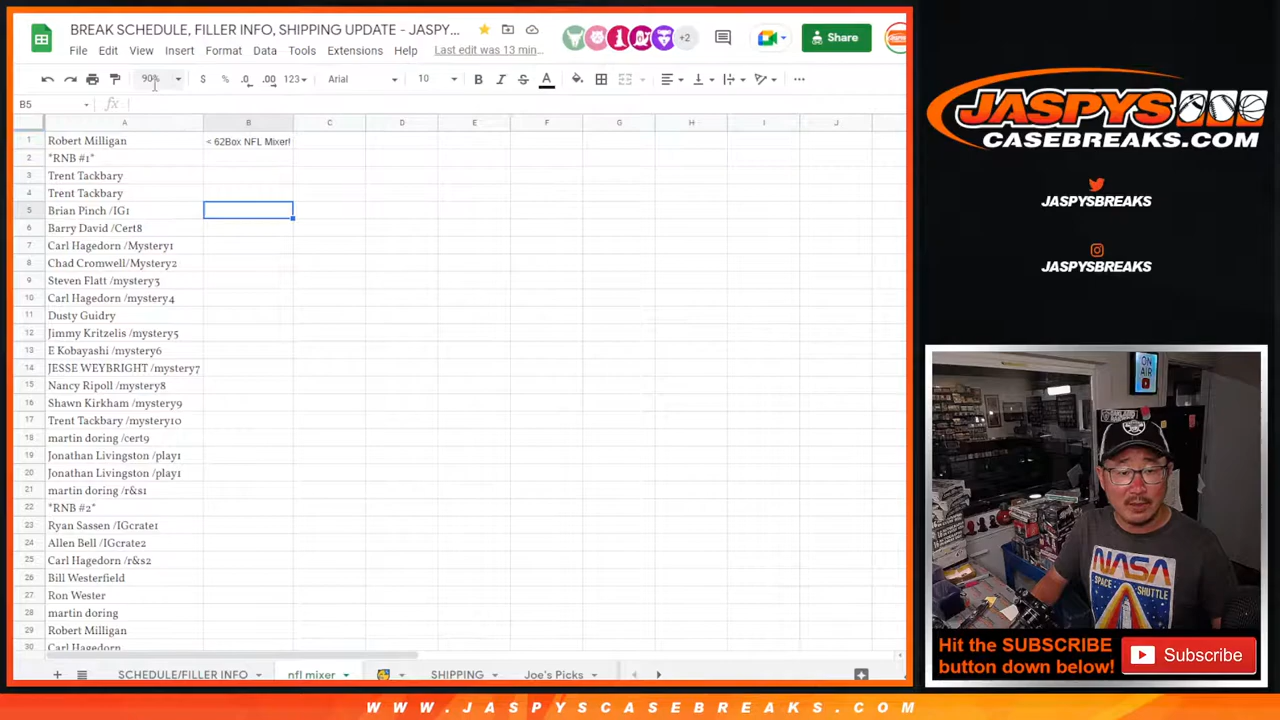 BREAK SCHEDULE, FILLER INFO, SHIPPING UPDATE - JASPY...
+2
Share
File Edit View Insert Format Data Tools Extensions Help Last edit was 13 min...
90% $ % .0 .00 123 Arial 10 B I S A
B5 fx
A B C D E F G H I J
1 Robert Milligan < 62Box NFL Mixer!
2 *RNB #1*
3 Trent Tackbary
4 Trent Tackbary
5 Brian Pinch /IG1
6 Barry David /Cert8
7 Carl Hagedorn /Mystery1
8 Chad Cromwell/Mystery2
9 Steven Flatt /mystery3
10 Carl Hagedorn /mystery4
11 Dusty Guidry
12 Jimmy Kritzelis /mystery5
13 E Kobayashi /mystery6
14 JESSE WEYBRIGHT /mystery7
15 Nancy Ripoll /mystery8
16 Shawn Kirkham /mystery9
17 Trent Tackbary /mystery10
18 martin doring /cert9
19 Jonathan Livingston /play1
20 Jonathan Livingston /play1
21 martin doring /r&s1
22 *RNB #2*
23 Ryan Sassen /IGcrate1
24 Allen Bell /IGcrate2
25 Carl Hagedorn /r&s2
26 Bill Westerfield
27 Ron Wester
28 martin doring
29 Robert Milligan
30 Carl Hagedorn
SCHEDULE/FILLER INFO nfl mixer SHIPPING Joe's Picks
JASPYS
CASEBREAKS.COM
JASPYSBREAKS
JASPYSBREAKS
ON
AIR
NASA
SPACE SHUTTLE
Hit the SUBSCRIBE
button down below!
Subscribe
WWW.JASPYSCASEBREAKS.COM